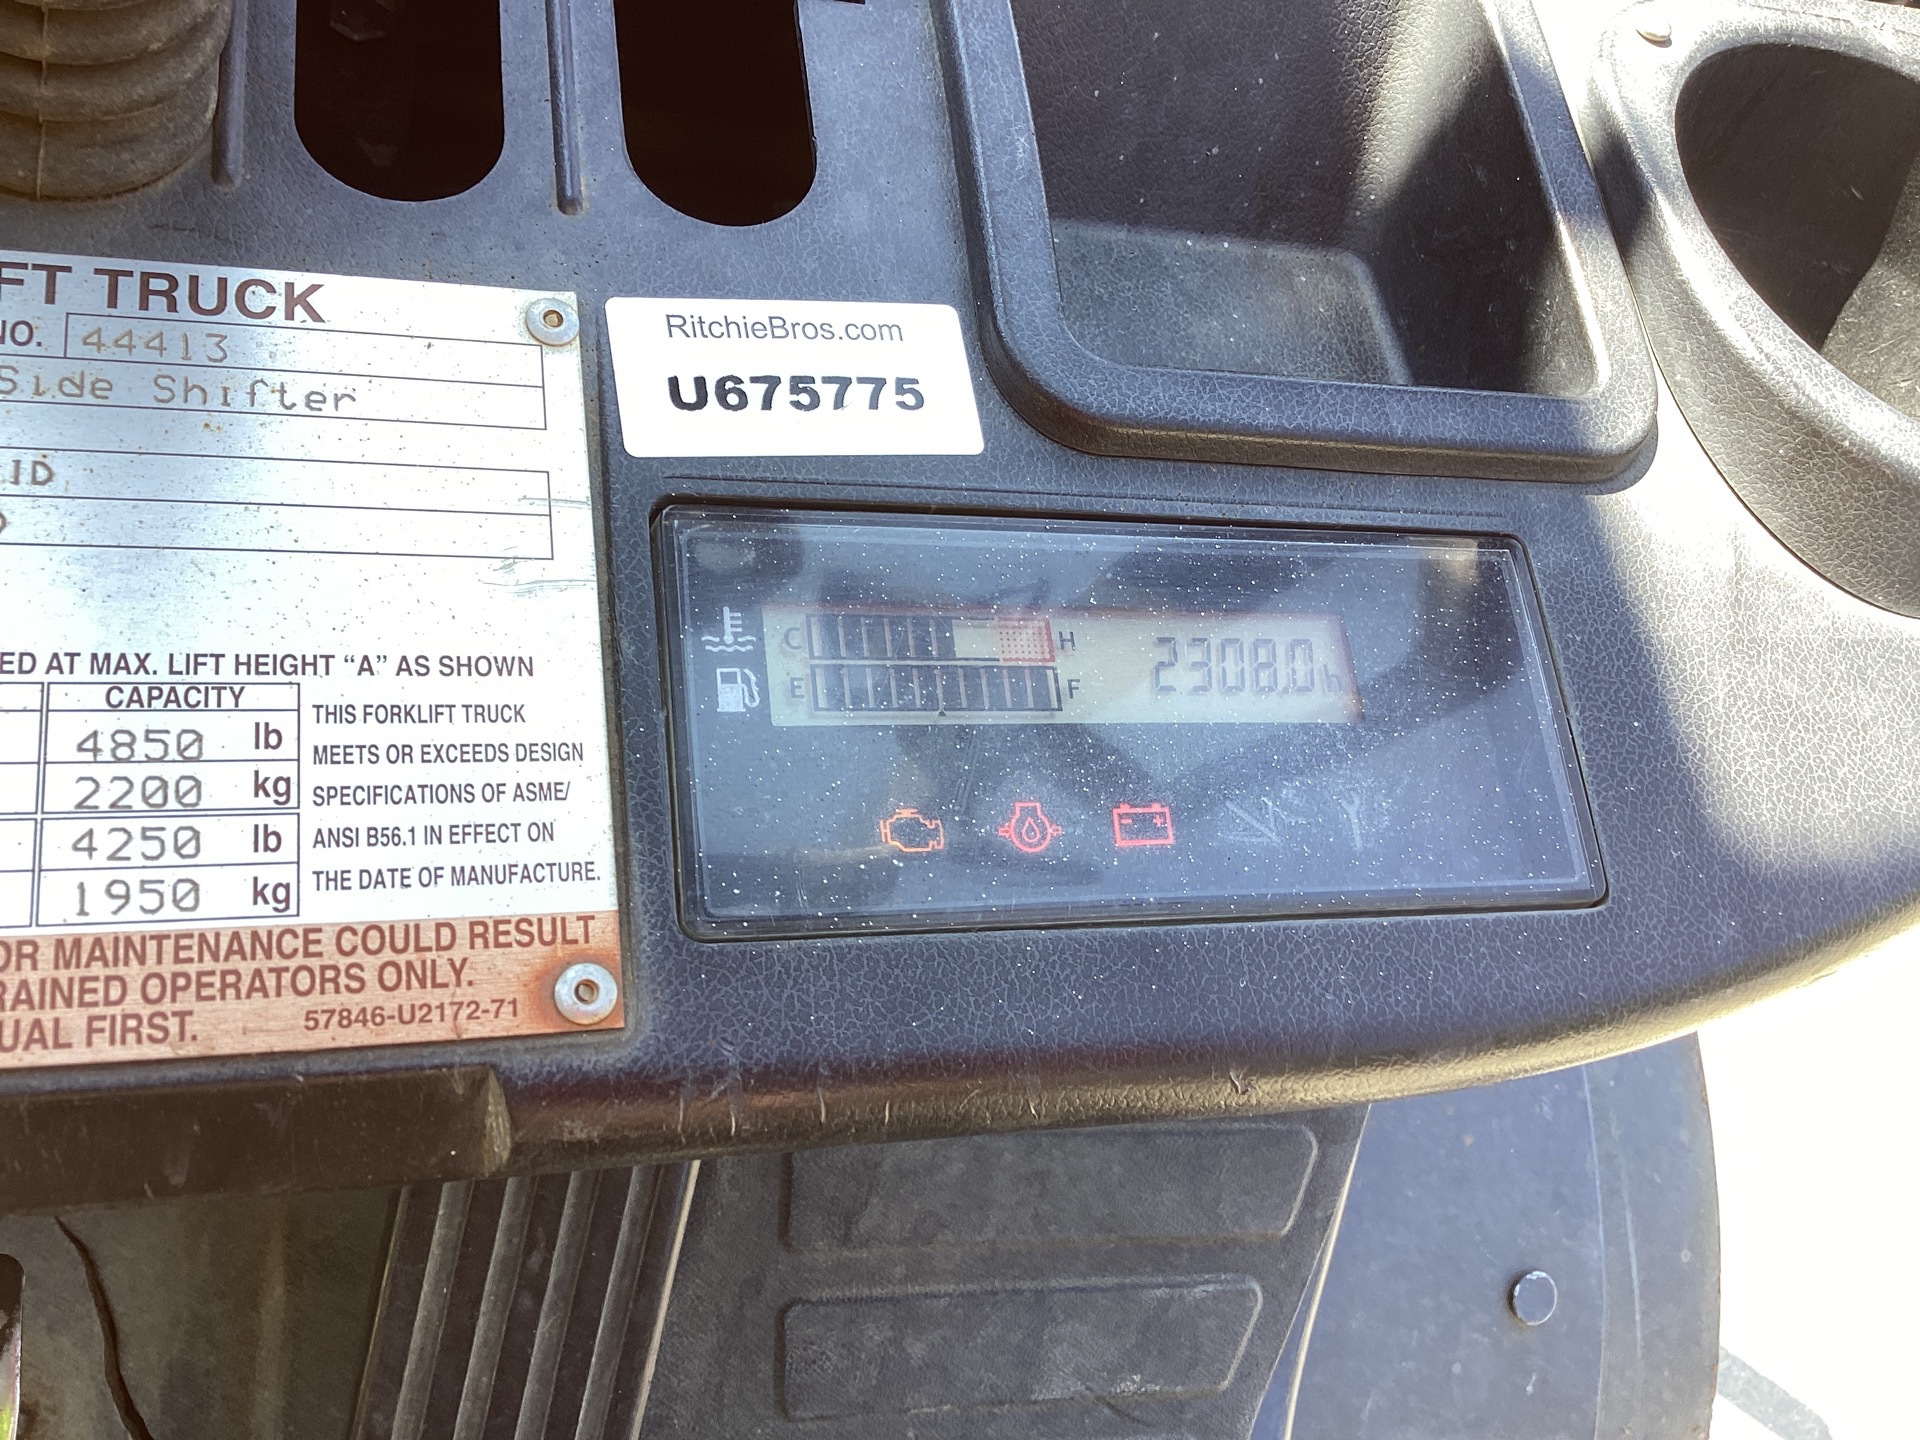 FT TRUCK
NO. 44413
Side Shifter
ID
RitchieBros.com
U675775
C H 2308.0h
E F
ED AT MAX. LIFT HEIGHT “A” AS SHOWN
CAPACITY
4850 lb
2200 kg
4250 lb
1950 kg
THIS FORKLIFT TRUCK
MEETS OR EXCEEDS DESIGN
SPECIFICATIONS OF ASME/
ANSI B56.1 IN EFFECT ON
THE DATE OF MANUFACTURE.
OR MAINTENANCE COULD RESULT
RAINED OPERATORS ONLY.
UAL FIRST. 57846-U2172-71